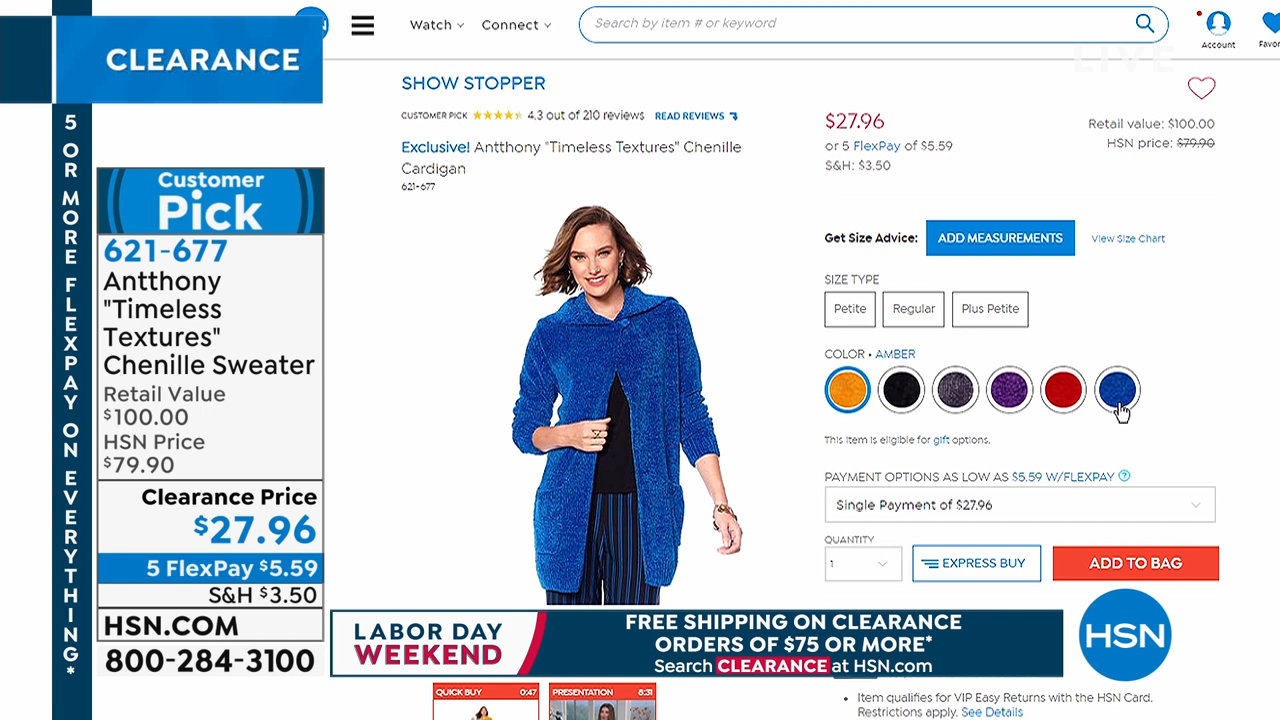 CLEARANCE
5 OR MORE FLEXPAY ON EVERYTHING*
Customer
Pick
621-677
Antthony
"Timeless
Textures"
Chenille Sweater
Retail Value
$100.00
HSN Price
$79.90
Clearance Price
$27.96
5 FlexPay $5.59
S&H $3.50
HSN.COM
800-284-3100
Watch
Connect
Search by item # or keyword
Account
LIVE
SHOW STOPPER
CUSTOMER PICK 4.3 out of 210 reviews READ REVIEWS
Exclusive! Antthony "Timeless Textures" Chenille
Cardigan
621-677
$27.96
or 5 FlexPay of $5.59
S&H: $3.50
Retail value: $100.00
HSN price: $79.90
Get Size Advice: ADD MEASUREMENTS View Size Chart
SIZE TYPE
Petite Regular Plus Petite
COLOR • AMBER
This item is eligible for gift options.
PAYMENT OPTIONS AS LOW AS $5.59 W/FLEXPAY ?
Single Payment of $27.96
QUANTITY
1
EXPRESS BUY
ADD TO BAG
LABOR DAY
WEEKEND
FREE SHIPPING ON CLEARANCE
ORDERS OF $75 OR MORE*
Search CLEARANCE at HSN.com
HSN
QUICK BUY 0:47
PRESENTATION 8:31
• Item qualifies for VIP Easy Returns with the HSN Card.
Restrictions apply. See Details